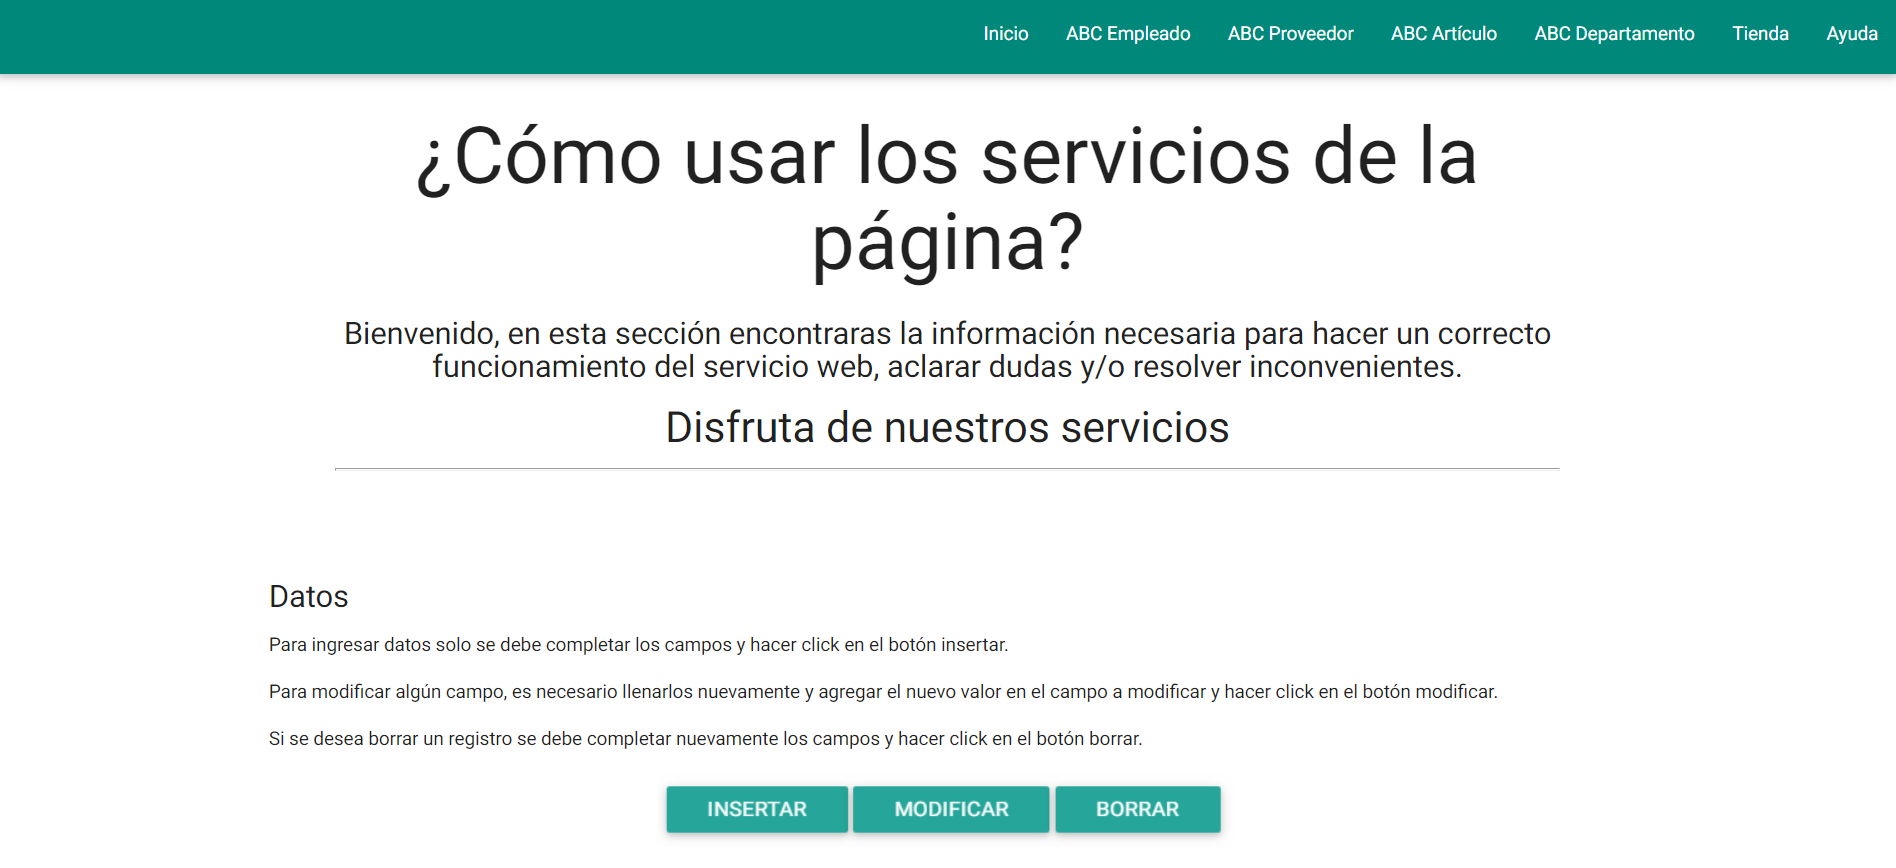 Inicio ABC Empleado ABC Proveedor ABC Artículo ABC Departamento Tienda Ayuda
¿Cómo usar los servicios de la
página?
Bienvenido, en esta sección encontraras la información necesaria para hacer un correcto
funcionamiento del servicio web, aclarar dudas y/o resolver inconvenientes.
Disfruta de nuestros servicios
Datos
Para ingresar datos solo se debe completar los campos y hacer click en el botón insertar.
Para modificar algún campo, es necesario llenarlos nuevamente y agregar el nuevo valor en el campo a modificar y hacer click en el botón modificar.
Si se desea borrar un registro se debe completar nuevamente los campos y hacer click en el botón borrar.
INSERTAR MODIFICAR BORRAR